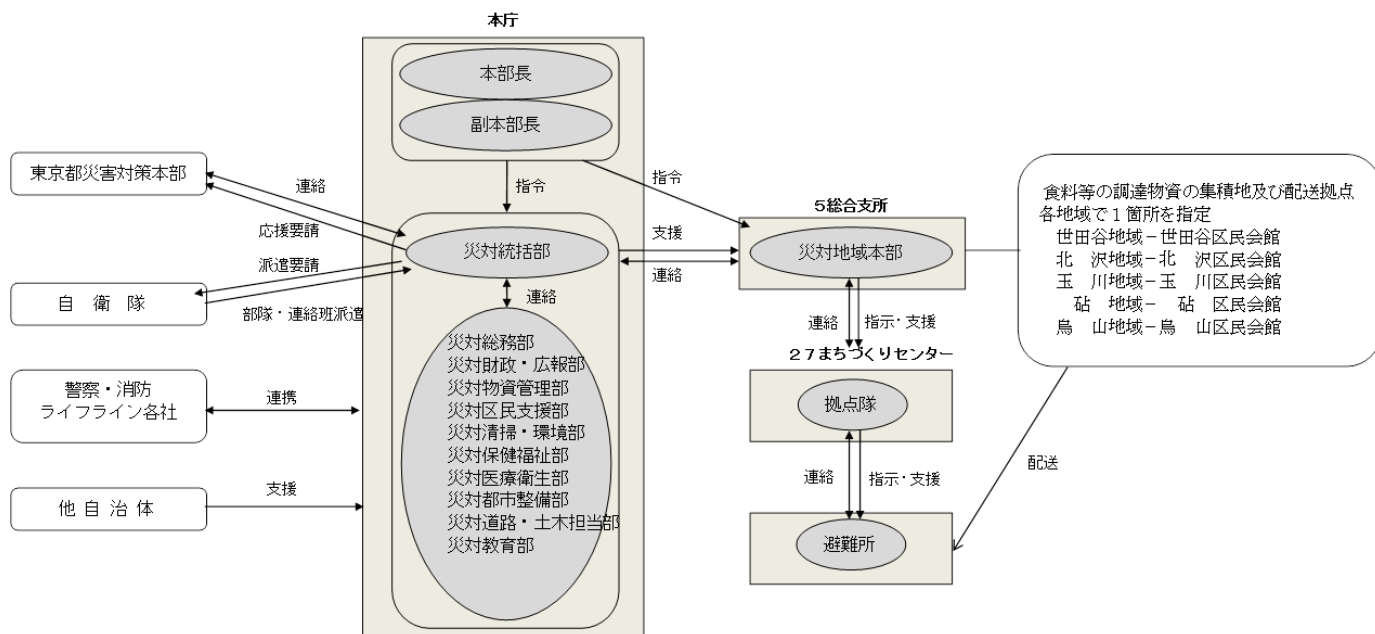 本庁
本部長
副本部長
指令
指令
東京都災害対策本部
連絡
応援要請
派遣要請
自 衛 隊
部隊・連絡班派遣
警察・消防
ライフライン各社
連携
他 自 治 体
支援
災対統括部
連絡
災対総務部
災対財政・広報部
災対物資管理部
災対区民支援部
災対清掃・環境部
災対保健福祉部
災対医療衛生部
災対都市整備部
災対道路・土木担当部
災対教育部
支援
連絡
5総合支所
災対地域本部
連絡
指示・支援
27まちづくりセンター
拠点隊
連絡
指示・支援
避難所
食料等の調達物資の集積地及び配送拠点
各地域で1箇所を指定
世田谷地域－世田谷区民会館
北 沢地域－北 沢区民会館
玉 川地域－玉 川区民会館
砧 地域－ 砧 区民会館
烏 山地域－烏 山区民会館
配送